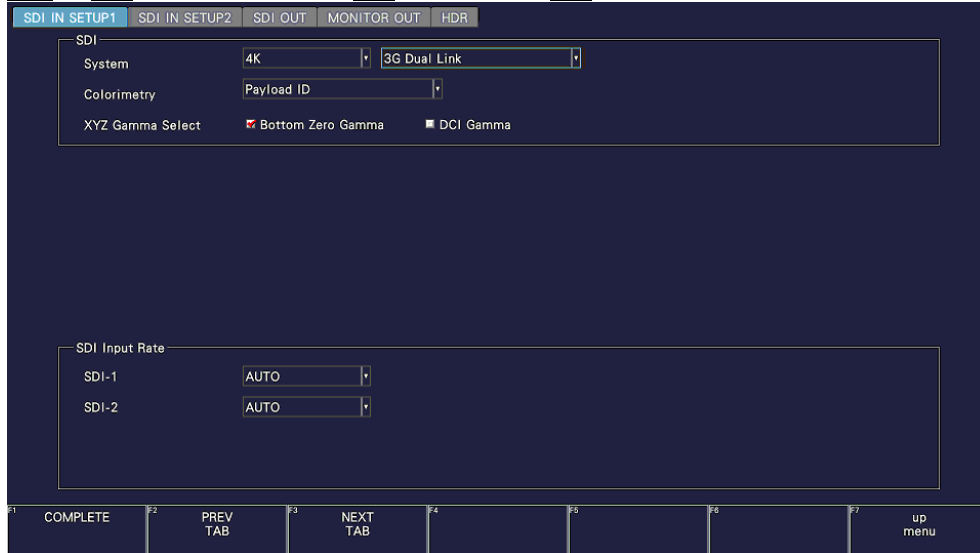 SDI IN SETUP1 SDI IN SETUP2 SDI OUT MONITOR OUT HDR
SDI
System 4K 3G Dual Link
Colorimetry Payload ID
XYZ Gamma Select Bottom Zero Gamma DCI Gamma
SDI Input Rate
SDI-1 AUTO
SDI-2 AUTO
F1 COMPLETE F2 PREV TAB F3 NEXT TAB F4 F5 F6 F7 up menu